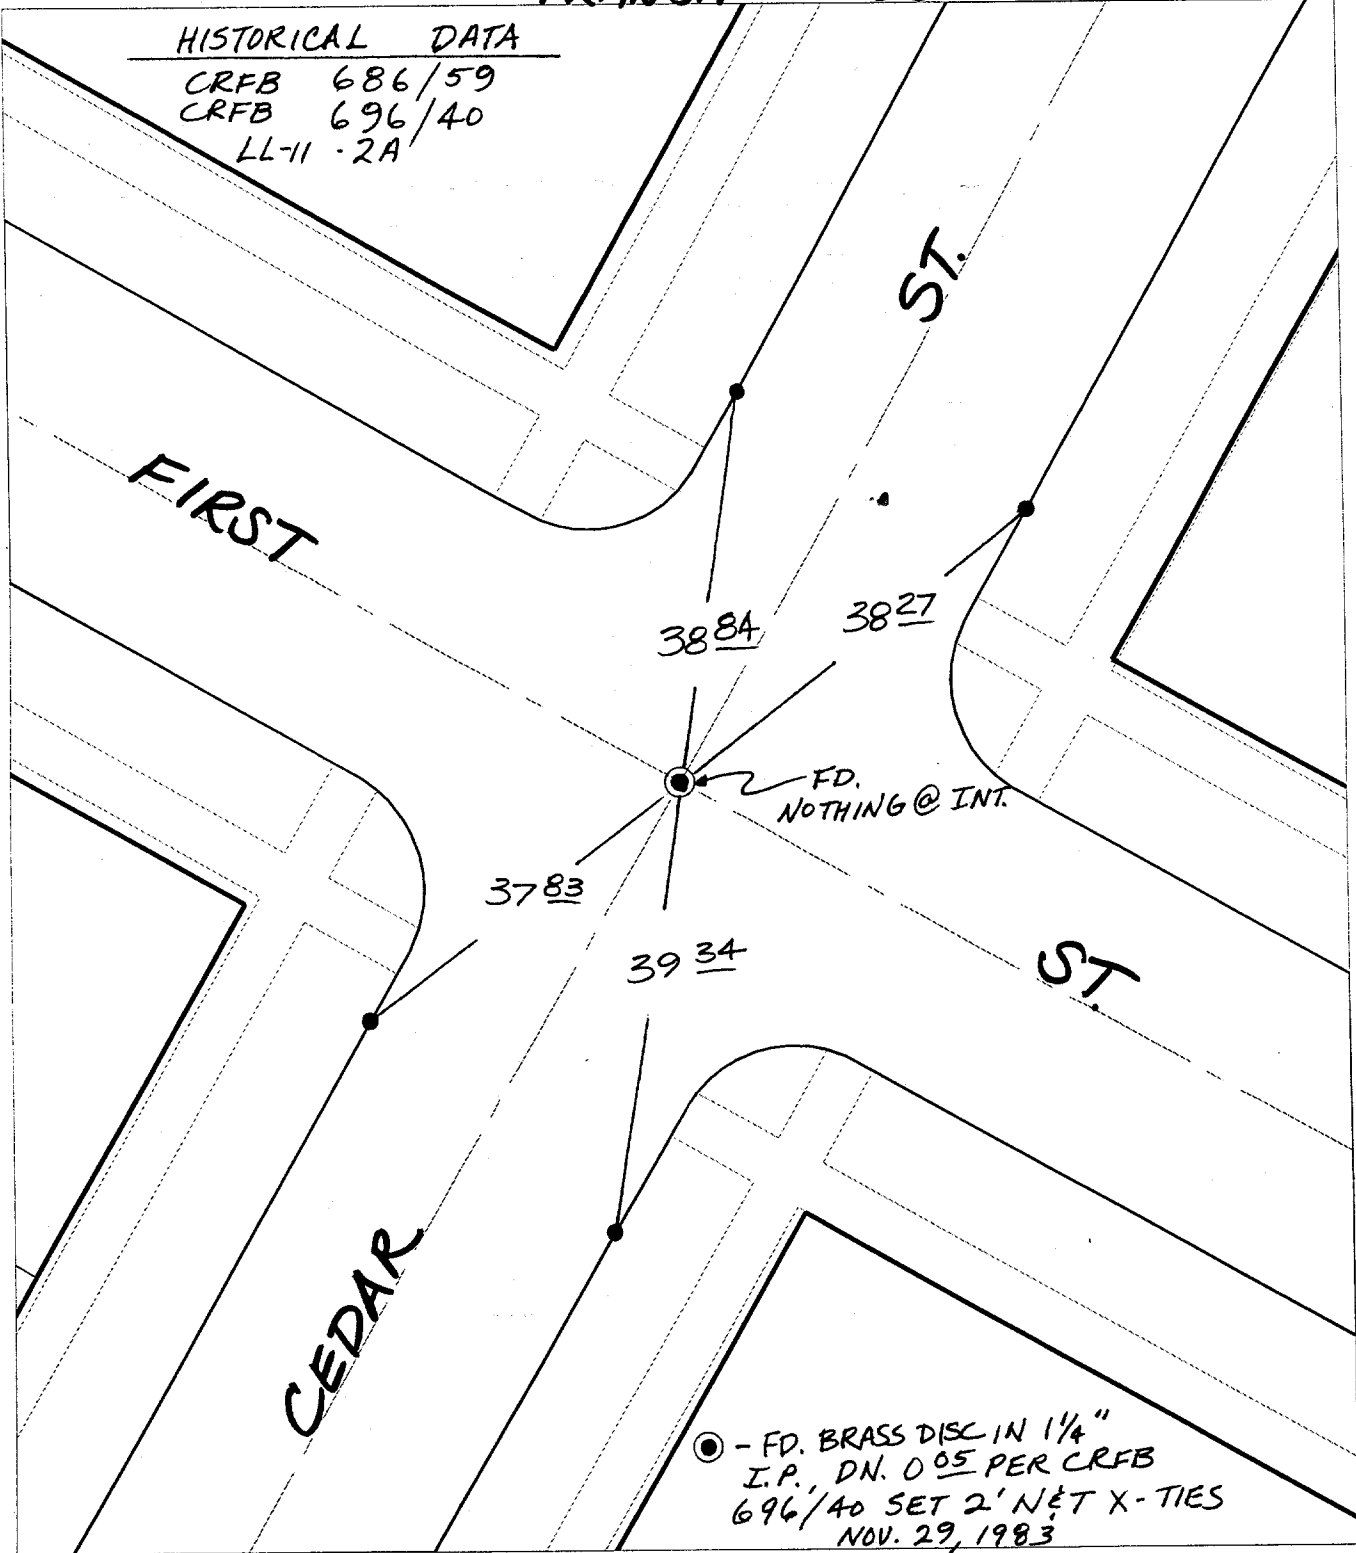 HISTORICAL DATA
CRFB 686/59
CRFB 696/40
LL-11 - 2A
ST.
FIRST
38 84
38 27
FD.
NOTHING @ INT.
37 83
39 34
ST.
CEDAR
- FD. BRASS DISC IN 1 1/4"
I.P., DN. 0 05 PER CRFB
696/40 SET 2' N&T X-TIES
NOV. 29, 1983